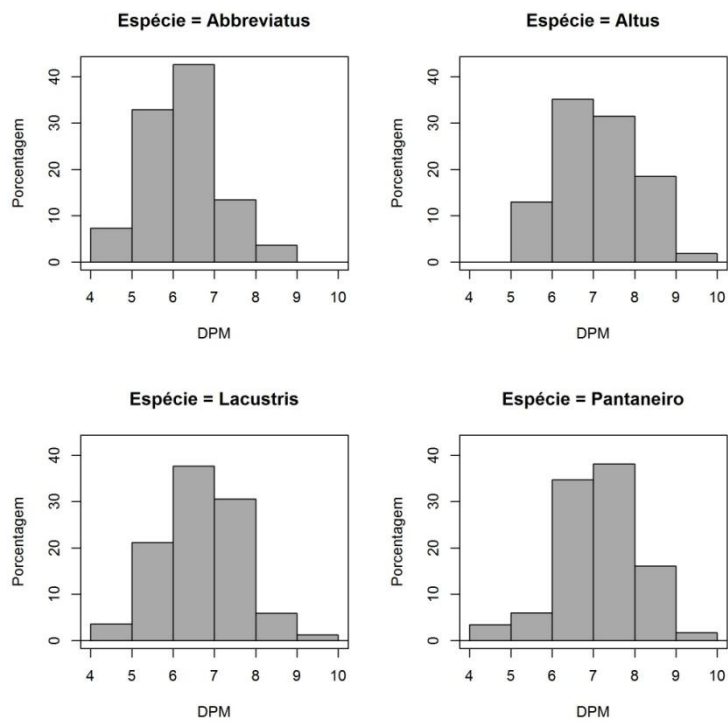 Espécie = Abbreviatus
Porcentagem
40
30
20
10
0
4 5 6 7 8 9 10
DPM
Espécie = Altus
Porcentagem
40
30
20
10
0
4 5 6 7 8 9 10
DPM
Espécie = Lacustris
Porcentagem
40
30
20
10
0
4 5 6 7 8 9 10
DPM
Espécie = Pantaneiro
Porcentagem
40
30
20
10
0
4 5 6 7 8 9 10
DPM